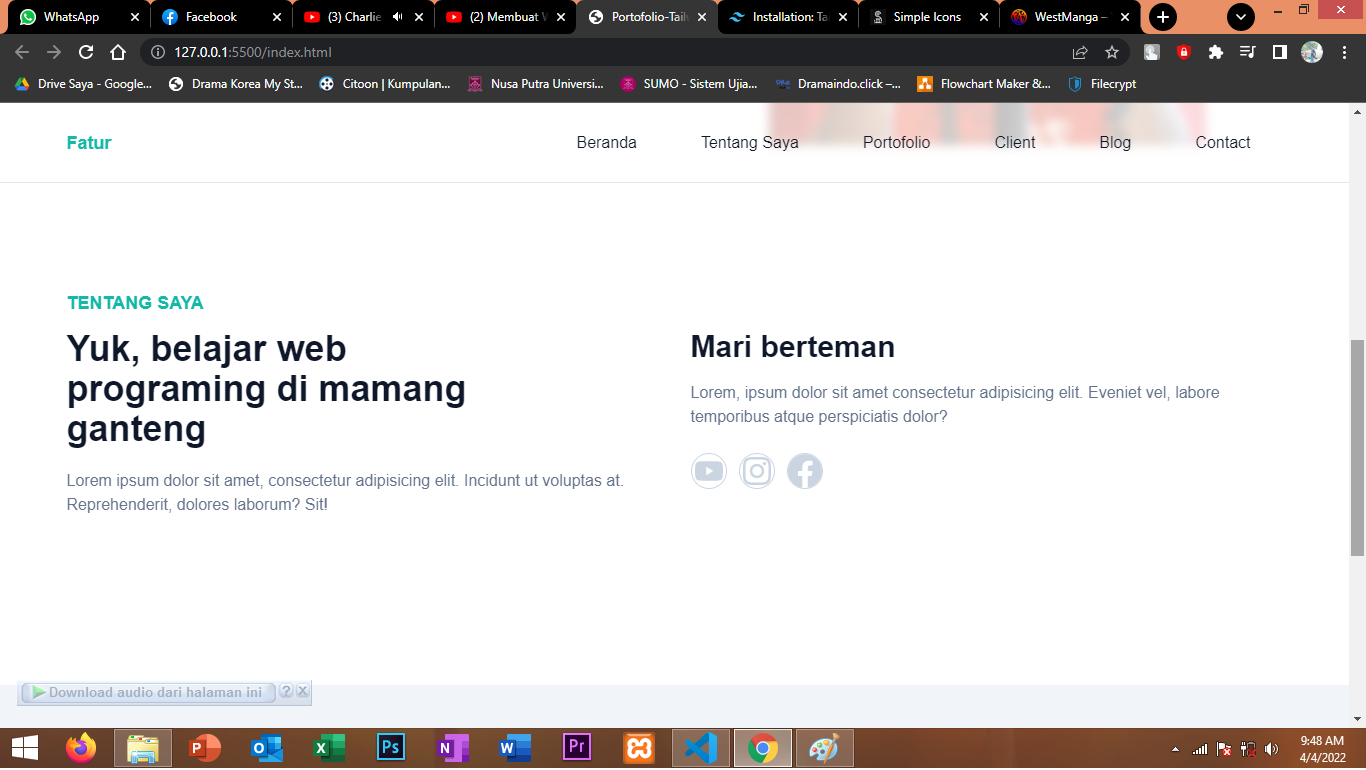 WhatsApp
Facebook
(3) Charlie
(2) Membuat W
Portofolio-Tailw
Installation: Tai
Simple Icons
WestManga –
127.0.0.1:5500/index.html
Drive Saya - Google...
Drama Korea My St...
Citoon | Kumpulan...
Nusa Putra Universi...
SUMO - Sistem Ujia...
Dramaindo.click –...
Flowchart Maker &...
Filecrypt
Fatur
Beranda
Tentang Saya
Portofolio
Client
Blog
Contact
TENTANG SAYA
Yuk, belajar web
programing di mamang
ganteng
Lorem ipsum dolor sit amet, consectetur adipisicing elit. Incidunt ut voluptas at.
Reprehenderit, dolores laborum? Sit!
Mari berteman
Lorem, ipsum dolor sit amet consectetur adipisicing elit. Eveniet vel, labore
temporibus atque perspiciatis dolor?
Download audio dari halaman ini
? X
9:48 AM
4/4/2022